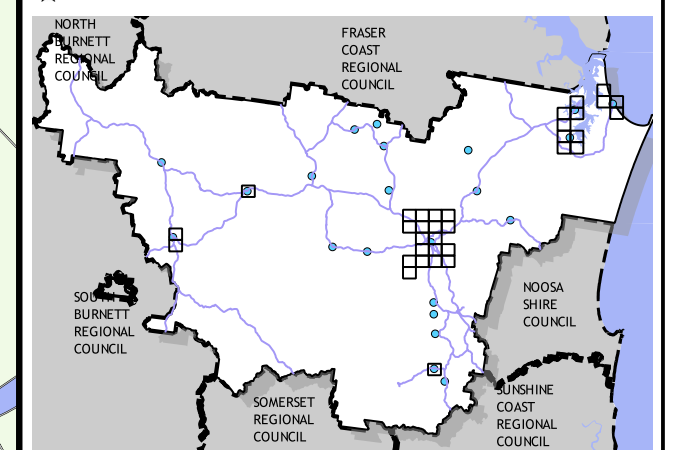 NORTH
BURNETT
REGIONAL
COUNCIL
FRASER
COAST
REGIONAL
COUNCIL
SOUTH
BURNETT
REGIONAL
COUNCIL
NOOSA
SHIRE
COUNCIL
SOMERSET
REGIONAL
COUNCIL
SUNSHINE
COAST
REGIONAL
COUNCIL